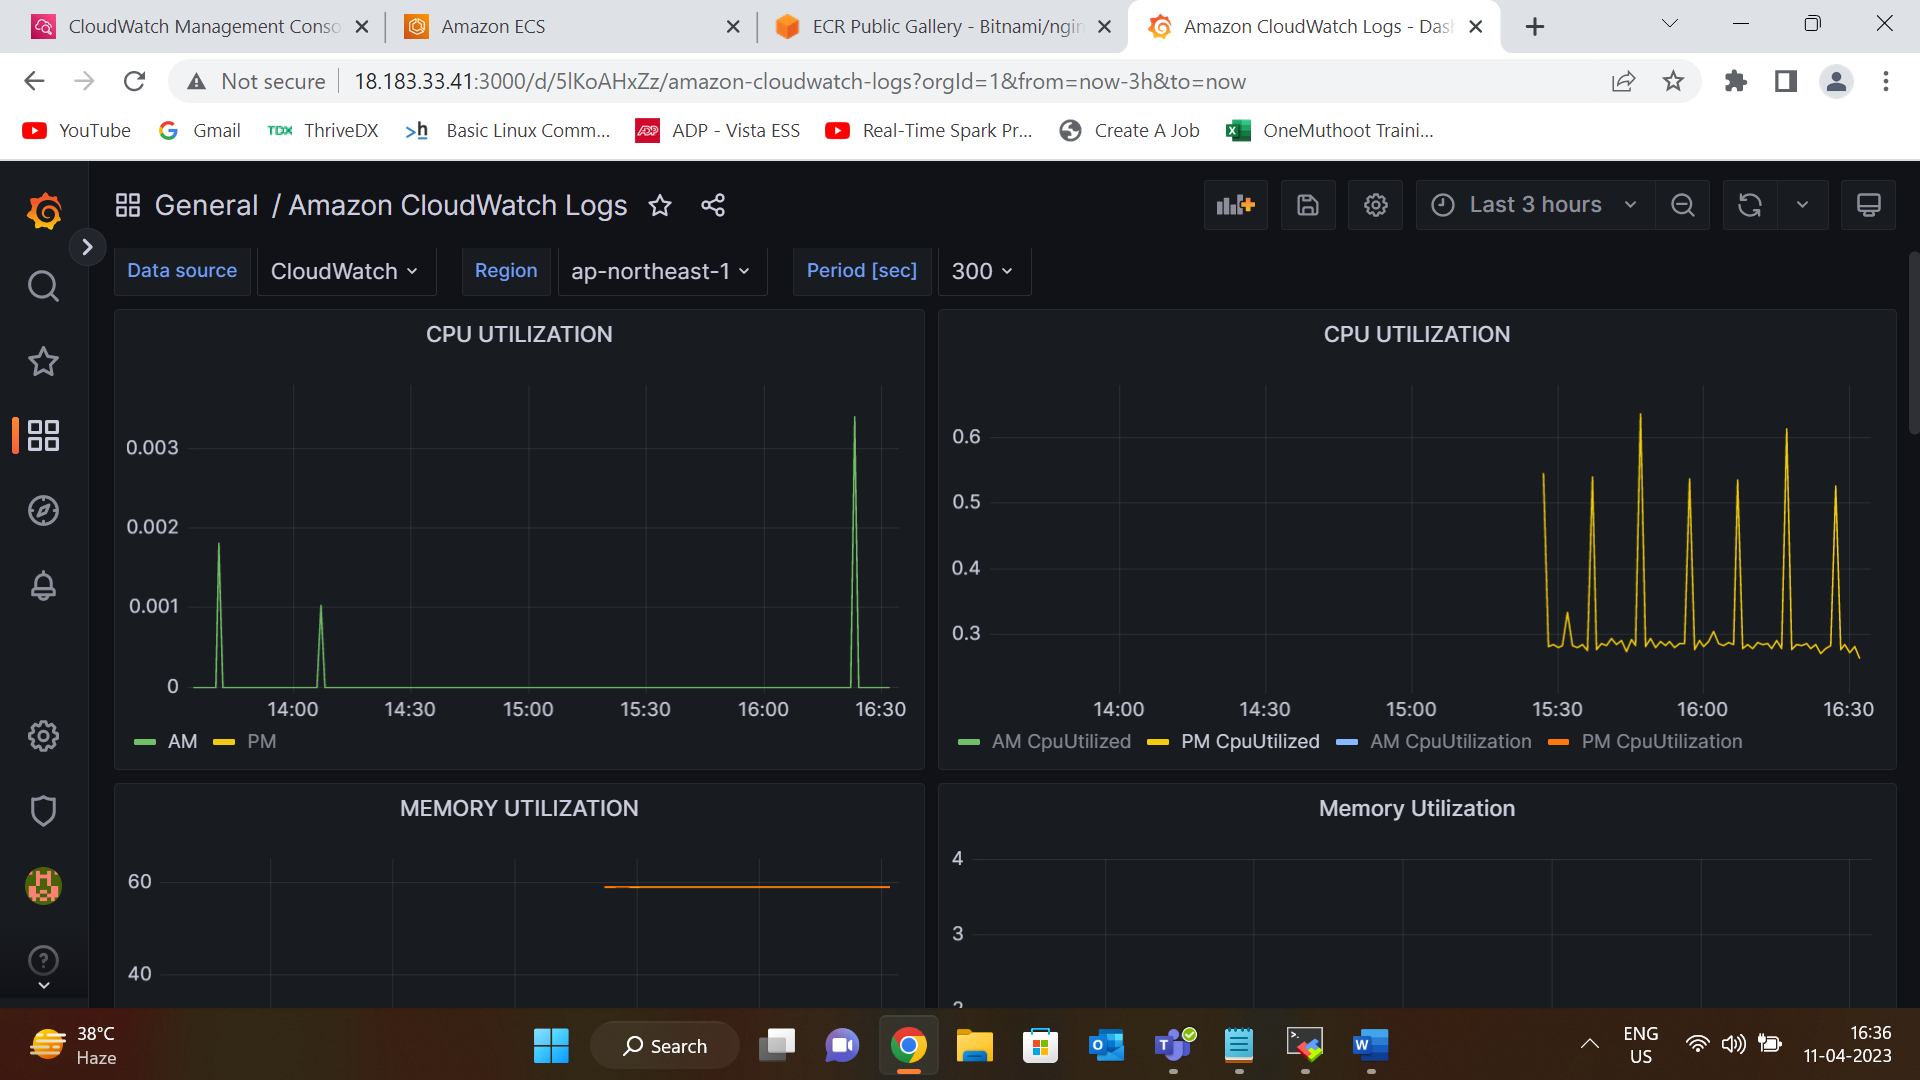 CloudWatch Management Conso
Amazon ECS
ECR Public Gallery - Bitnami/ngin
Amazon CloudWatch Logs - Dash
Not secure
18.183.33.41:3000/d/5lKoAHxZz/amazon-cloudwatch-logs?orgId=1&from=now-3h&to=now
YouTube
Gmail
TDX ThriveDX
>h Basic Linux Comm...
ADP - Vista ESS
Real-Time Spark Pr...
Create A Job
OneMuthoot Traini...
General / Amazon CloudWatch Logs
Last 3 hours
Data source CloudWatch
Region ap-northeast-1
Period [sec] 300
CPU UTILIZATION
0.003
0.002
0.001
0
14:00 14:30 15:00 15:30 16:00 16:30
AM PM
CPU UTILIZATION
0.6
0.5
0.4
0.3
14:00 14:30 15:00 15:30 16:00 16:30
AM CpuUtilized PM CpuUtilized AM CpuUtilization PM CpuUtilization
MEMORY UTILIZATION
60
40
Memory Utilization
4
3
2
38°C
Haze
Search
ENG
US
16:36
11-04-2023